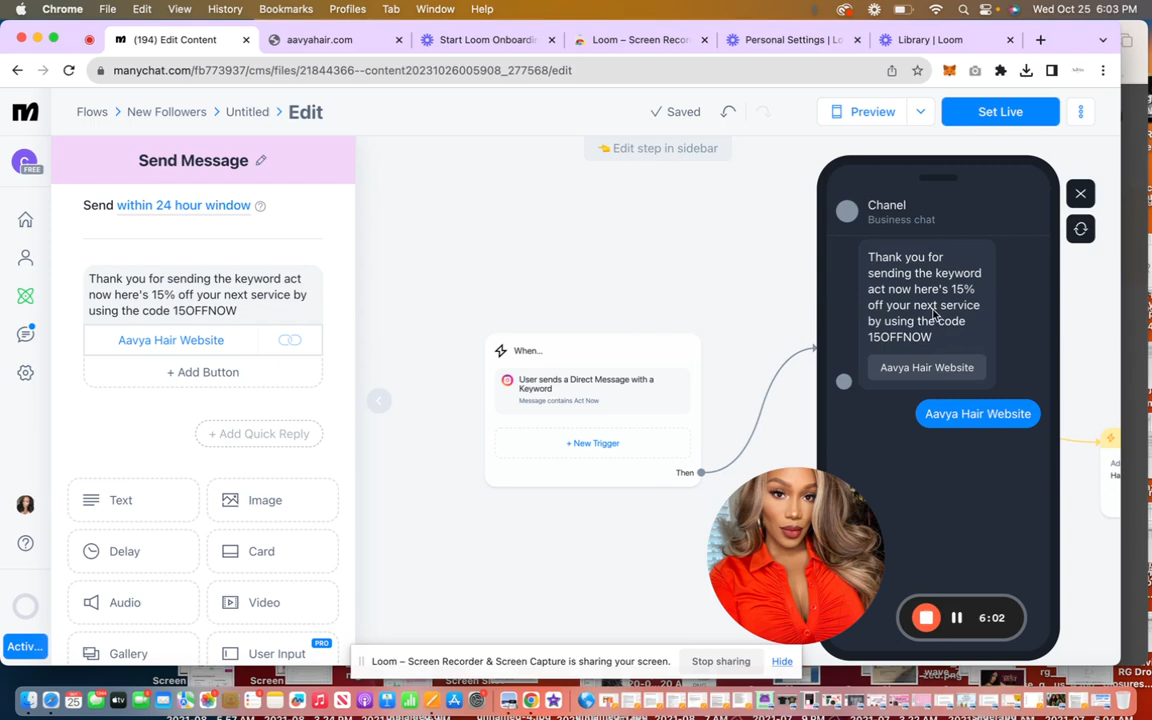 Chrome File Edit View History Bookmarks Profiles Tab Window Help Wed Oct 25 6:03 PM
(194) Edit Content aavyahair.com Start Loom Onboardin Loom – Screen Recor Personal Settings | Lo Library | Loom
manychat.com/fb773937/cms/files/21844366--content20231026005908_277568/edit
Flows > New Followers > Untitled > Edit Saved Preview Set Live
👈 Edit step in sidebar
Send Message
C
FREE
Send within 24 hour window
Chanel
Business chat
Thank you for sending the keyword act
now here's 15% off your next service by
using the code 15OFFNOW
Aavya Hair Website
+ Add Button
+ Add Quick Reply
Text Image
Delay Card
Audio Video
Gallery User Input PRO
Activ...
When...
User sends a Direct Message with a
Keyword
Message contains Act Now
+ New Trigger
Then
Thank you for
sending the keyword
act now here's 15%
off your next service
by using the code
15OFFNOW
Aavya Hair Website
Aavya Hair Website
Ad
Ha
6:02
Loom – Screen Recorder & Screen Capture is sharing your screen. Stop sharing Hide